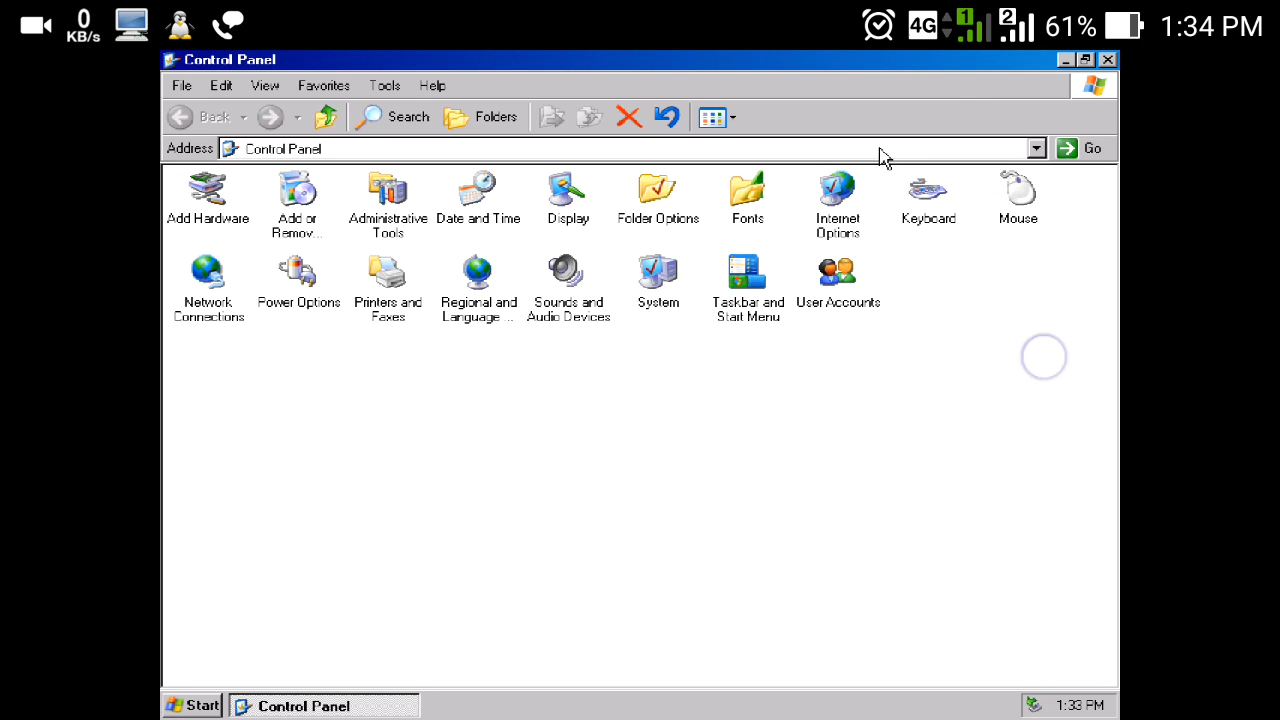 0
KB/s
4G
1
2
61%
1:34 PM
Control Panel
File Edit View Favorites Tools Help
Back Search Folders
Address Control Panel Go
Add Hardware
Add or
Remov...
Administrative
Tools
Date and Time
Display
Folder Options
Fonts
Internet
Options
Keyboard
Mouse
Network
Connections
Power Options
Printers and
Faxes
Regional and
Language ...
Sounds and
Audio Devices
System
Taskbar and
Start Menu
User Accounts
Start Control Panel 1:33 PM